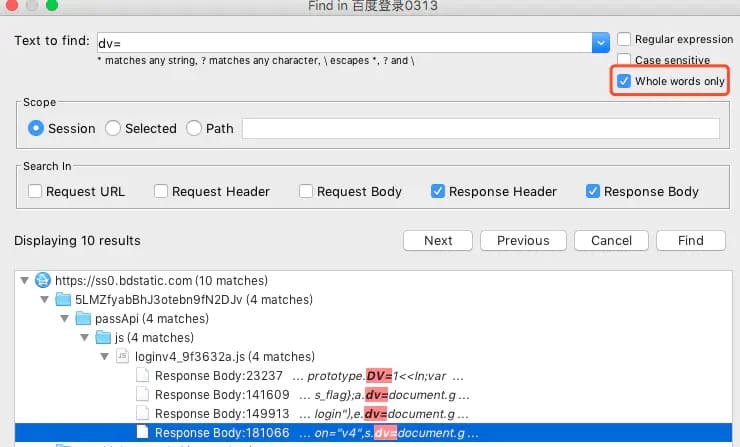 Find in 百度登录0313
Text to find: dv= Regular expression
* matches any string, ? matches any character, \ escapes *, ? and \ Case sensitive
Whole words only
Scope
Session Selected Path
Search In
Request URL Request Header Request Body Response Header Response Body
Displaying 10 results Next Previous Cancel Find
https://ss0.bdstatic.com (10 matches)
5LMZfyabBhJ3otebn9fN2DJv (4 matches)
passApi (4 matches)
js (4 matches)
loginv4_9f3632a.js (4 matches)
Response Body:23237 ... prototype.DV=1<<ln;var ...
Response Body:141609 ... s_flag};a.dv=document.g ...
Response Body:149913 ... login"),e.dv=document.g ...
Response Body:181066 ... on="v4",s.dv=document.g ...